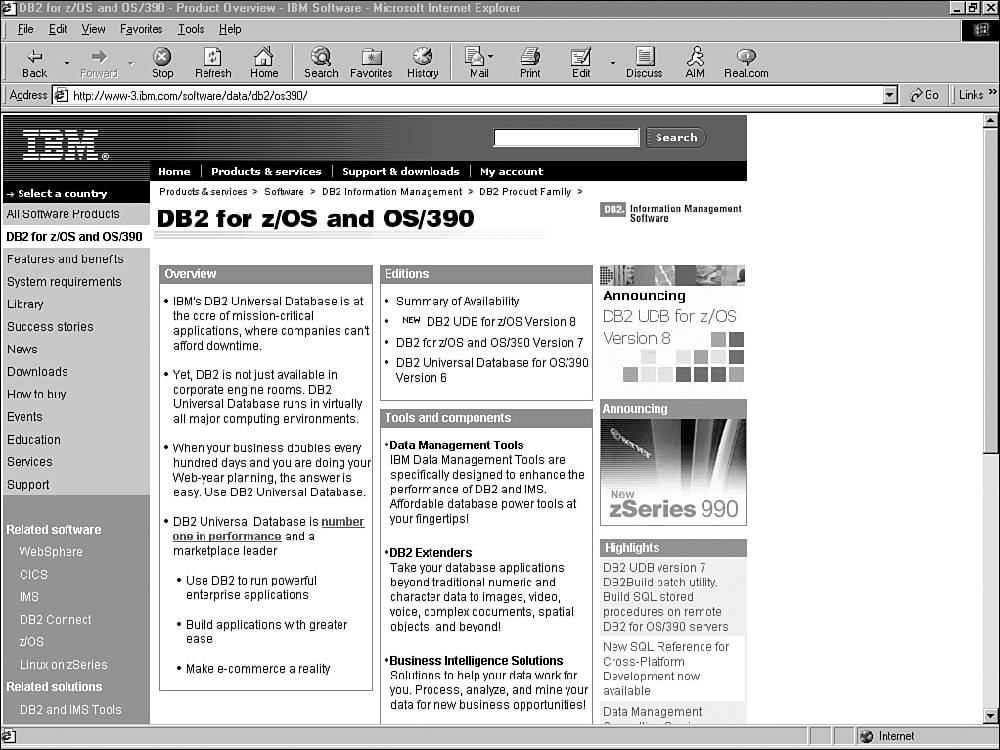 DB2 for z/OS and OS/390 - Product Overview - IBM Software - Microsoft Internet Explorer
File Edit View Favorites Tools Help
Back Forward Stop Refresh Home Search Favorites History Mail Print Edit Discuss AIM Real.com
Address http://www-3.ibm.com/software/data/db2/os390/ Go Links »
IBM®
Search
Home | Products & services | Support & downloads | My account
→ Select a country
Products & services > Software > DB2 Information Management > DB2 Product Family >
DB2 for z/OS and OS/390
DB2. Information Management
Software
All Software Products
DB2 for z/OS and OS/390
Features and benefits
System requirements
Library
Success stories
News
Downloads
How to buy
Events
Education
Services
Support
Related software
WebSphere
CICS
IMS
DB2 Connect
z/OS
Linux on zSeries
Related solutions
DB2 and IMS Tools
Overview
• IBM's DB2 Universal Database is at
the core of mission-critical
applications, where companies can't
afford downtime.
• Yet, DB2 is not just available in
corporate engine rooms. DB2
Universal Database runs in virtually
all major computing environments.
• When your business doubles every
hundred days and you are doing your
Web-year planning, the answer is
easy. Use DB2 Universal Database.
• DB2 Universal Database is number
one in performance and a
marketplace leader
• Use DB2 to run powerful
enterprise applications
• Build applications with greater
ease
• Make e-commerce a reality
Editions
• Summary of Availability
• NEW DB2 UDE for z/OS Version 8
• DB2 for z/OS and OS/390 Version 7
• DB2 Universal Database for OS/390
Version 6
Tools and components
•Data Management Tools
IBM Data Management Tools are
specifically designed to enhance the
performance of DB2 and IMS.
Affordable database power tools at
your fingertips!
•DB2 Extenders
Take your database applications
beyond traditional numeric and
character data to images, video,
voice, complex documents, spatial
objects, and beyond!
•Business Intelligence Solutions
Solutions to help your data work for
you. Process, analyze, and mine your
data for new business opportunities!
Announcing
DB2 UDB for z/OS
Version 8
Announcing
New
zSeries 990
Highlights
DB2 UDB version 7
DB2Build batch utility.
Build SQL stored
procedures on remote
DB2 for OS/390 servers
New SQL Reference for
Cross-Platform
Development now
available
Data Management
Internet